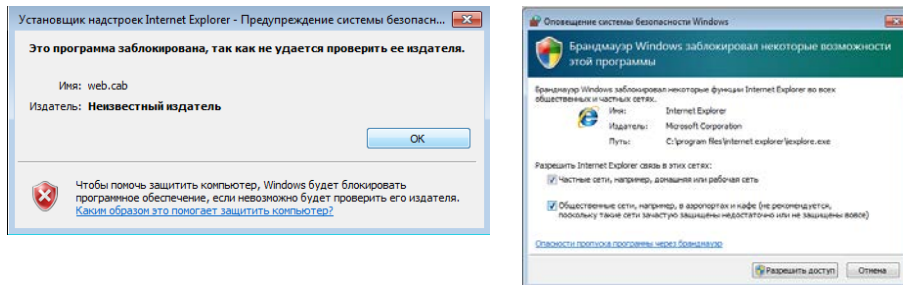 Установщик надстроек Internet Explorer - Предупреждение системы безопасн...
Это программа заблокирована, так как не удается проверить ее издателя.
Имя: web.cab
Издатель: Неизвестный издатель
ОК
Чтобы помочь защитить компьютер, Windows будет блокировать
программное обеспечение, если невозможно будет проверить его издателя.
Каким образом это помогает защитить компьютер?
Оповещение системы безопасности Windows
Брандмауэр Windows заблокировал некоторые возможности
этой программы
Брандмауэр Windows заблокировал некоторые функции Internet Explorer во всех
общественных и частных сетях.
Имя: Internet Explorer
Издатель: Microsoft Corporation
Путь: C:\program files\internet explorer\iexplore.exe
Разрешить Internet Explorer связь в этих сетях:
Частные сети, например, домашняя или рабочая сеть
Общественные сети, например, в аэропортах и кафе (не рекомендуется,
поскольку такие сети зачастую защищены недостаточно или не защищены вовсе)
Опасности пропуска программы через брандмауэр
Разрешить доступ Отмена